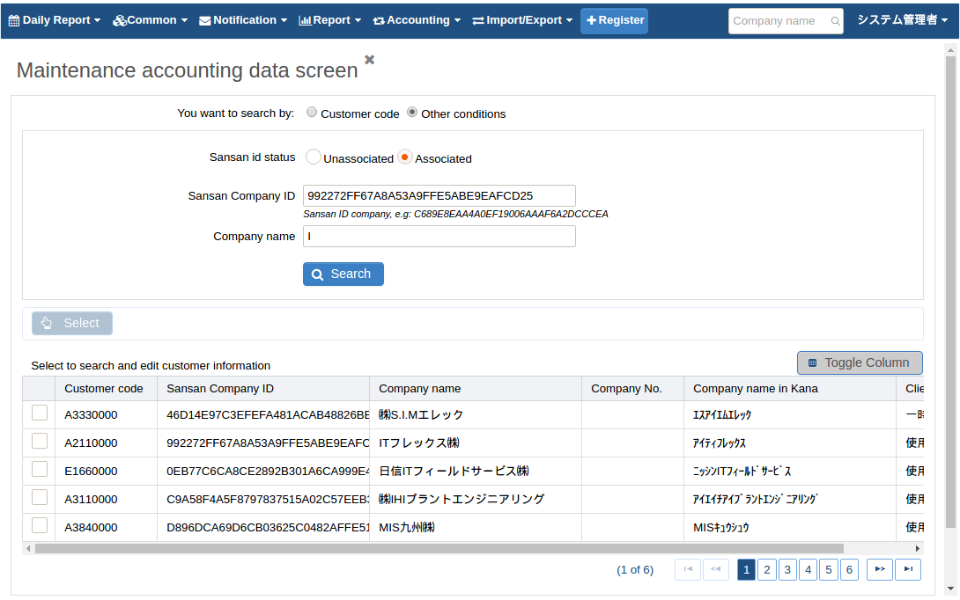 Daily Report Common Notification Report Accounting Import/Export Register Company name システム管理者
Maintenance accounting data screen
You want to search by: Customer code Other conditions
Sansan id status Unassociated Associated
Sansan Company ID 992272FF67A8A53A9FFE5ABE9EAFCD25
Sansan ID company, e.g: C689E8EAA4A0EF19006AAAF6A2DCCCEA
Company name I
Search
Select
Select to search and edit customer information Toggle Column
Customer code Sansan Company ID Company name Company No. Company name in Kana Clie
A3330000 46D14E97C3EFEFA481ACAB48826BE ㈱S.I.Mエレック ｴｽｱｲｴﾑｴﾚｯｸ 一時
A2110000 992272FF67A8A53A9FFE5ABE9EAFC ITフレックス㈱ ｱｲﾃｨﾌﾚｯｸｽ 使用
E1660000 0EB77C6CA8CE2892B301A6CA999E4 日信ITフィールドサービス㈱ ﾆｯｼﾝITﾌｨｰﾙﾄﾞｻｰﾋﾞｽ 使用
A3110000 C9A58F4A5F8797837515A02C57EEB3 ㈱IHIプラントエンジニアリング ｱｲｴｲﾁｱｲﾌﾟﾗﾝﾄｴﾝｼﾞﾆｱﾘﾝｸﾞ 使用
A3840000 D896DCA69D6CB03625C0482AFFE51 MIS九州㈱ MISｷｭｳｼｭｳ 使用
(1 of 6) 1 2 3 4 5 6